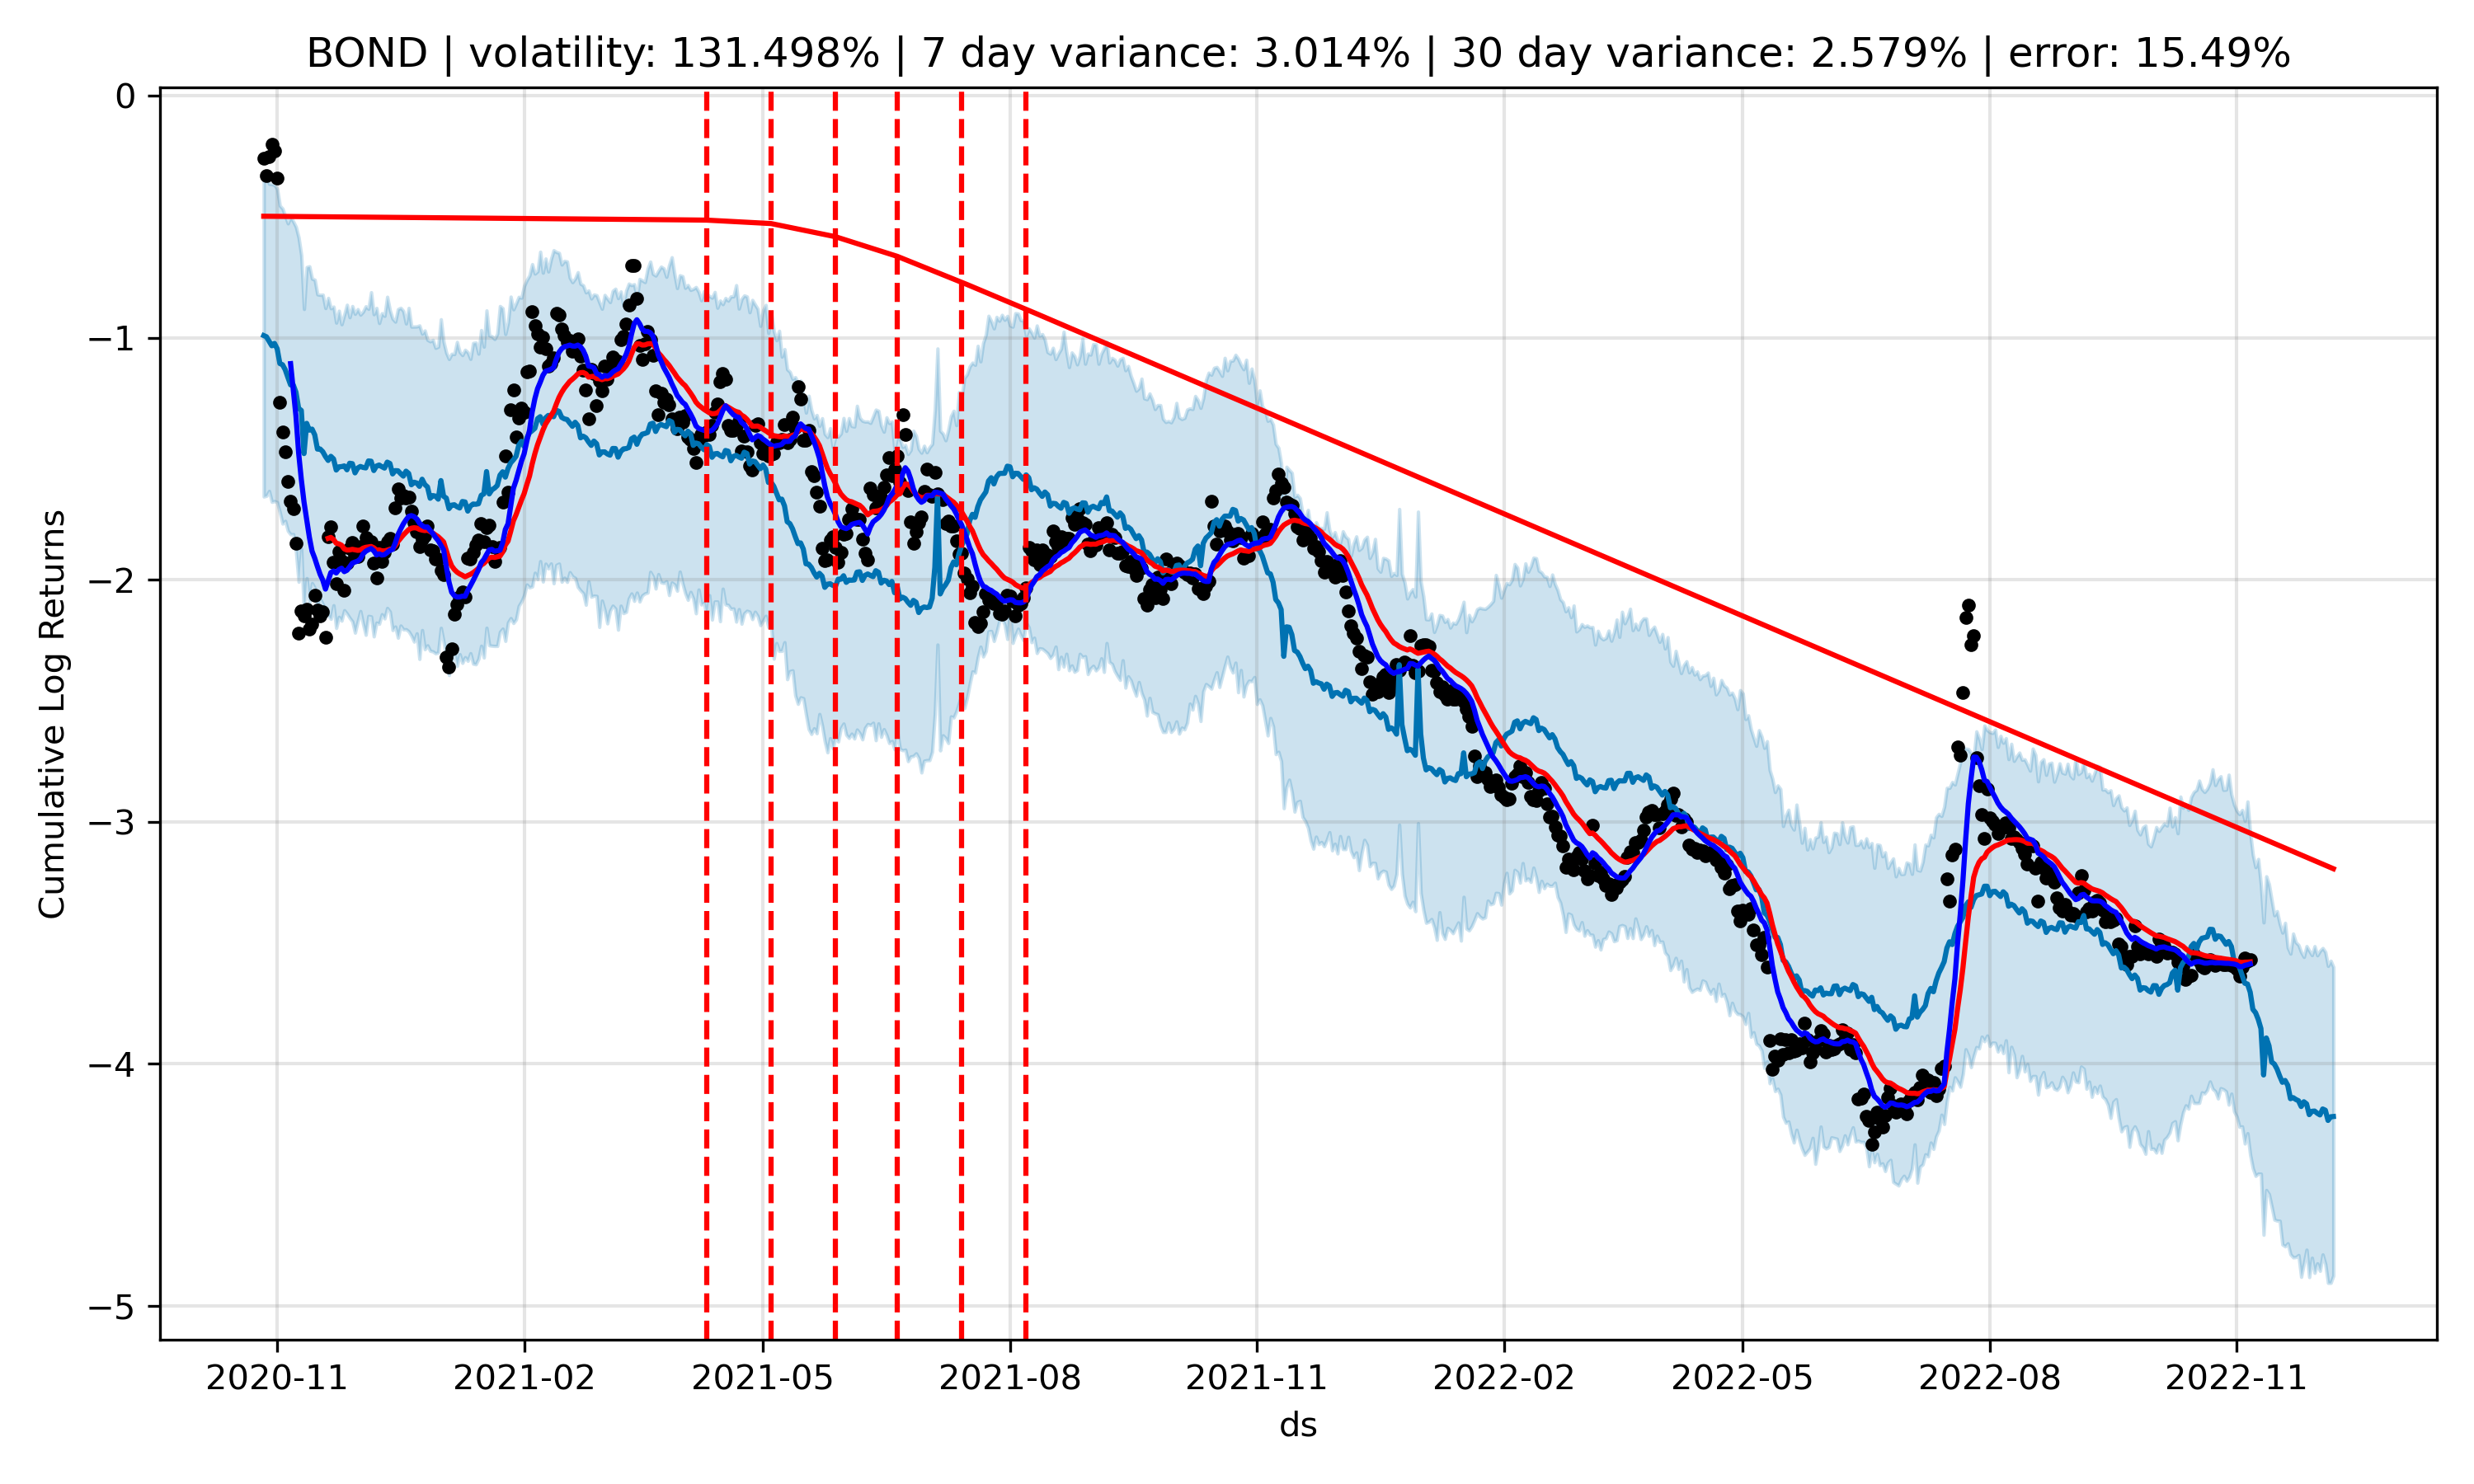 BOND | volatility: 131.498% | 7 day variance: 3.014% | 30 day variance: 2.579% | error: 15.49%
Cumulative Log Returns
0
−1
−2
−3
−4
−5
2020-11 2021-02 2021-05 2021-08 2021-11 2022-02 2022-05 2022-08 2022-11
ds